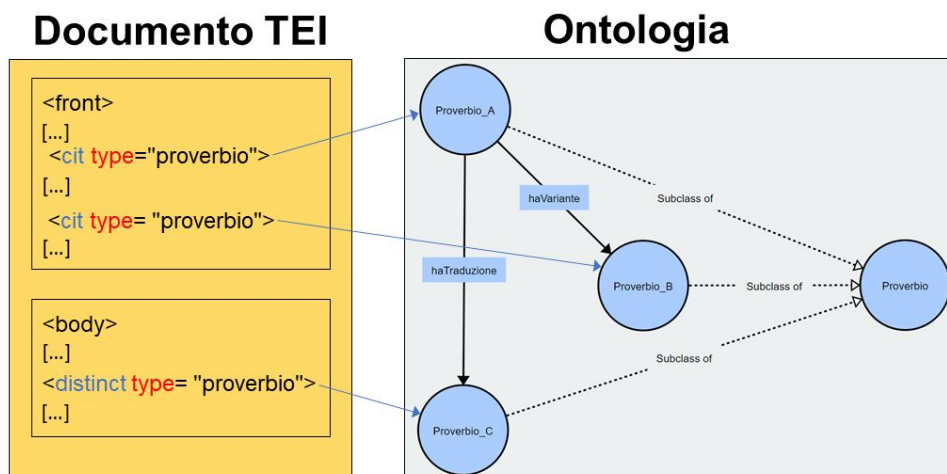 Documento TEI
<front>
[...]
<cit type="proverbio">
[...]
<cit type= "proverbio">
[...]
<body>
[...]
<distinct type= "proverbio">
[...]
Ontologia
Proverbio_A
haVariante
Subclass of
haTraduzione
Proverbio_B
Subclass of
Proverbio
Subclass of
Proverbio_C